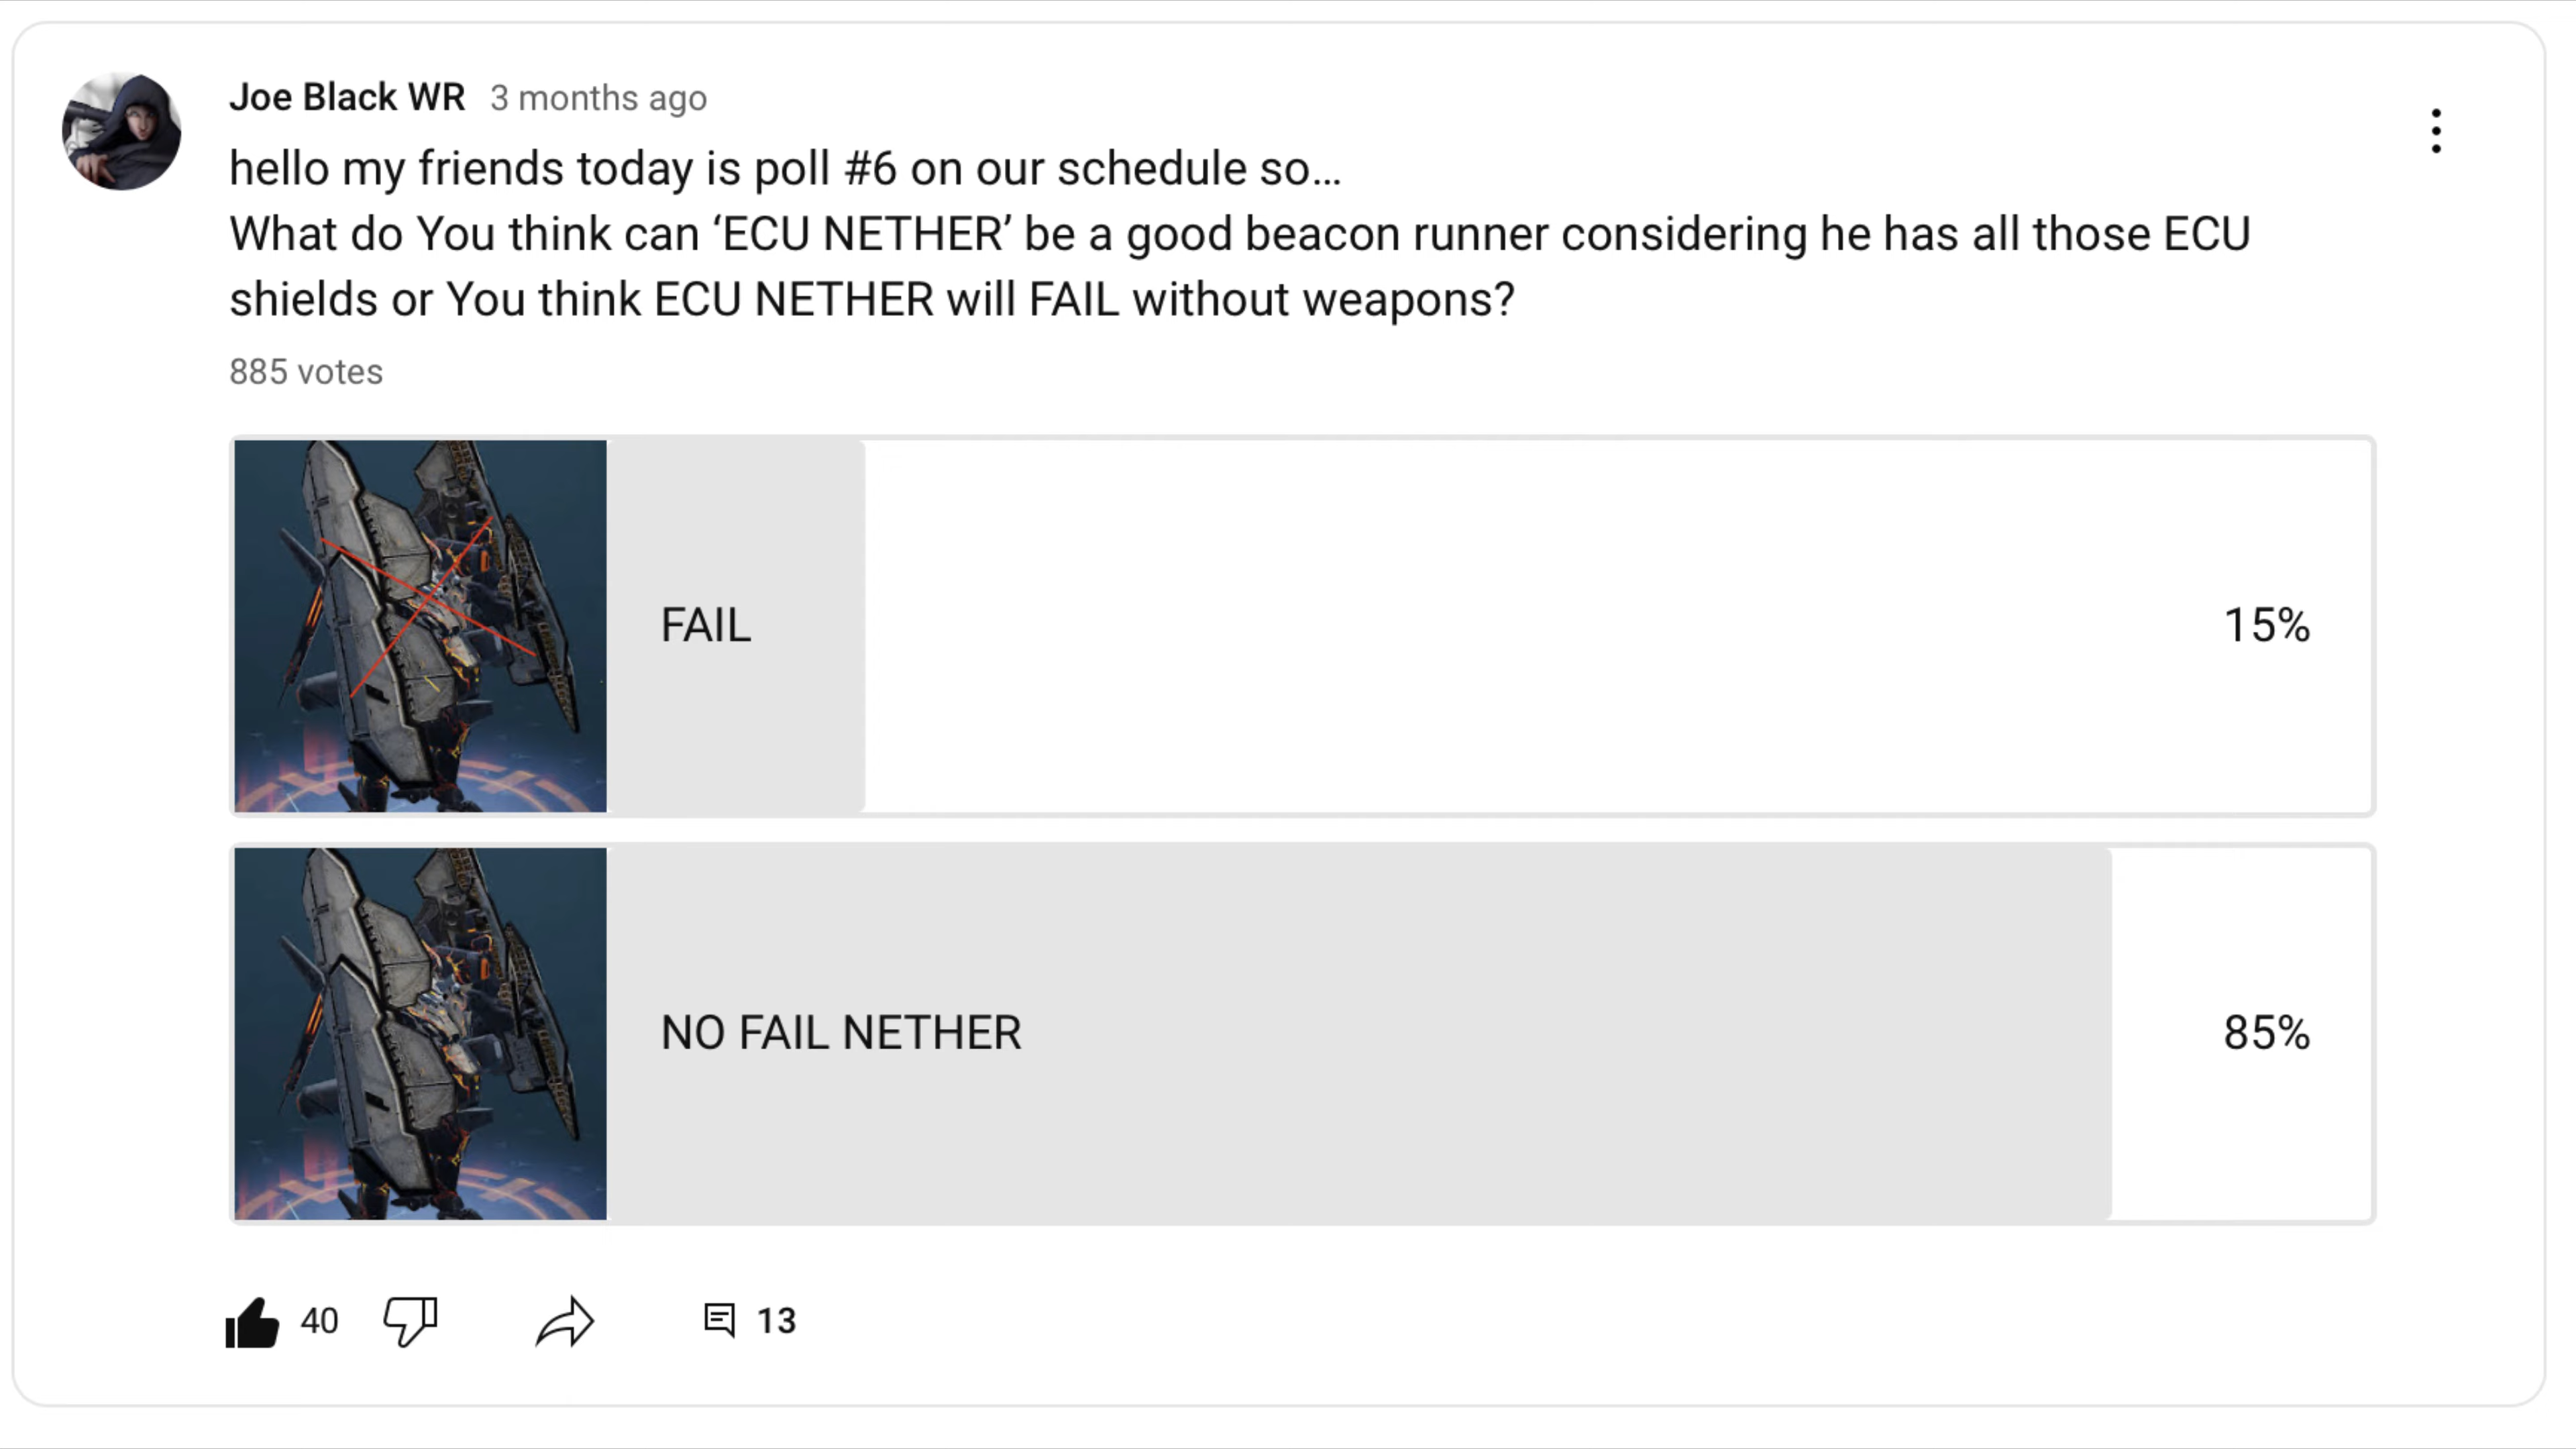 Joe Black WR 3 months ago
hello my friends today is poll #6 on our schedule so...
What do You think can ‘ECU NETHER’ be a good beacon runner considering he has all those ECU
shields or You think ECU NETHER will FAIL without weapons?
885 votes
FAIL 15%
NO FAIL NETHER 85%
40 13